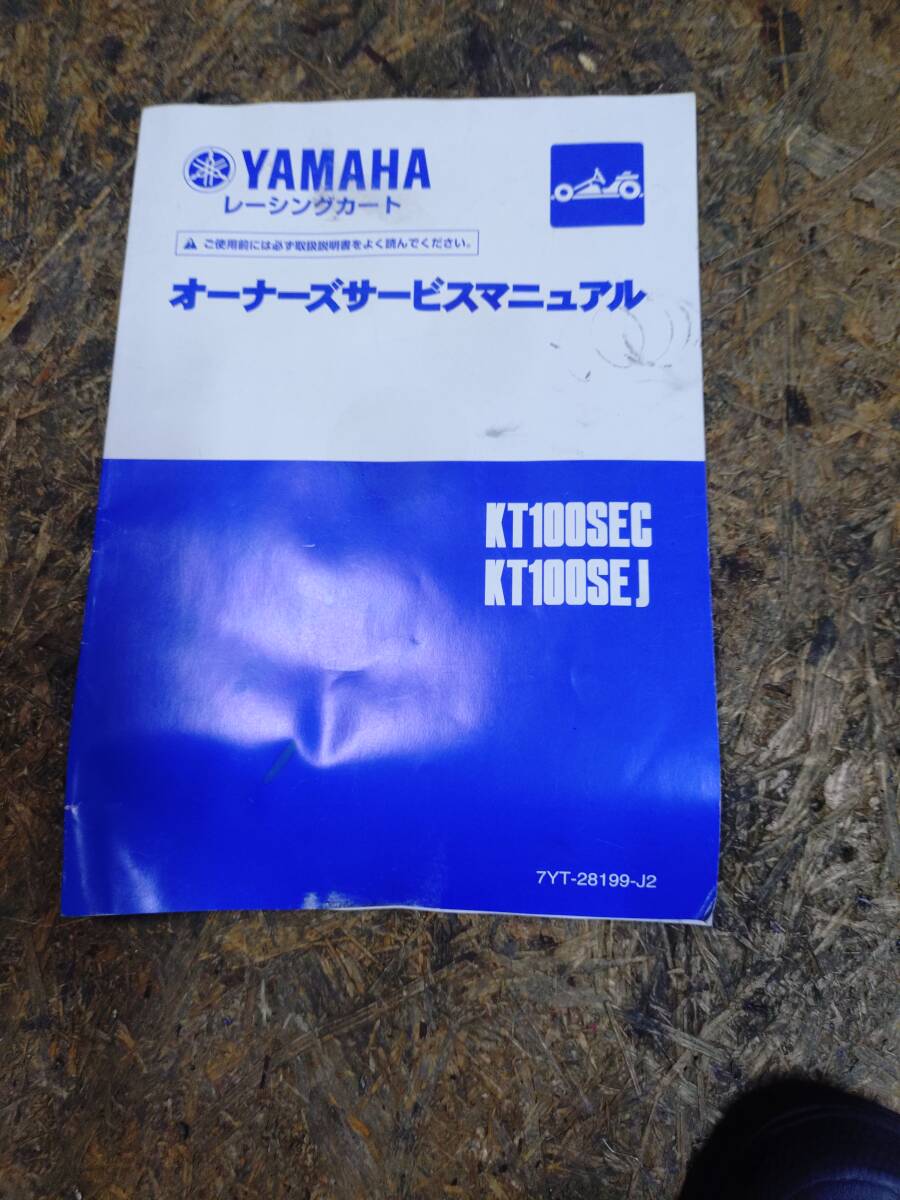 YAMAHA
レーシングカート
ご使用前には必ず取扱説明書をよく読んでください。
オーナーズサービスマニュアル
KT100SEC
KT100SEJ
7YT-28199-J2